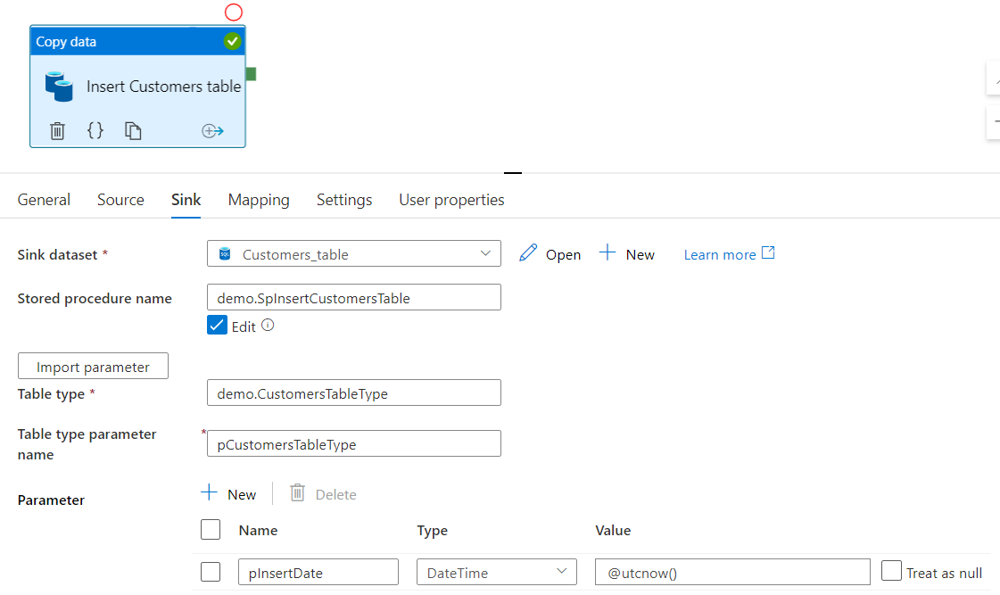 Copy data
Insert Customers table
{}
General Source Sink Mapping Settings User properties
Sink dataset * Customers_table Open New Learn more
Stored procedure name demo.SpInsertCustomersTable
Edit
Import parameter
Table type * demo.CustomersTableType
Table type parameter name * pCustomersTableType
Parameter New Delete
Name Type Value
pInsertDate DateTime @utcnow() Treat as null